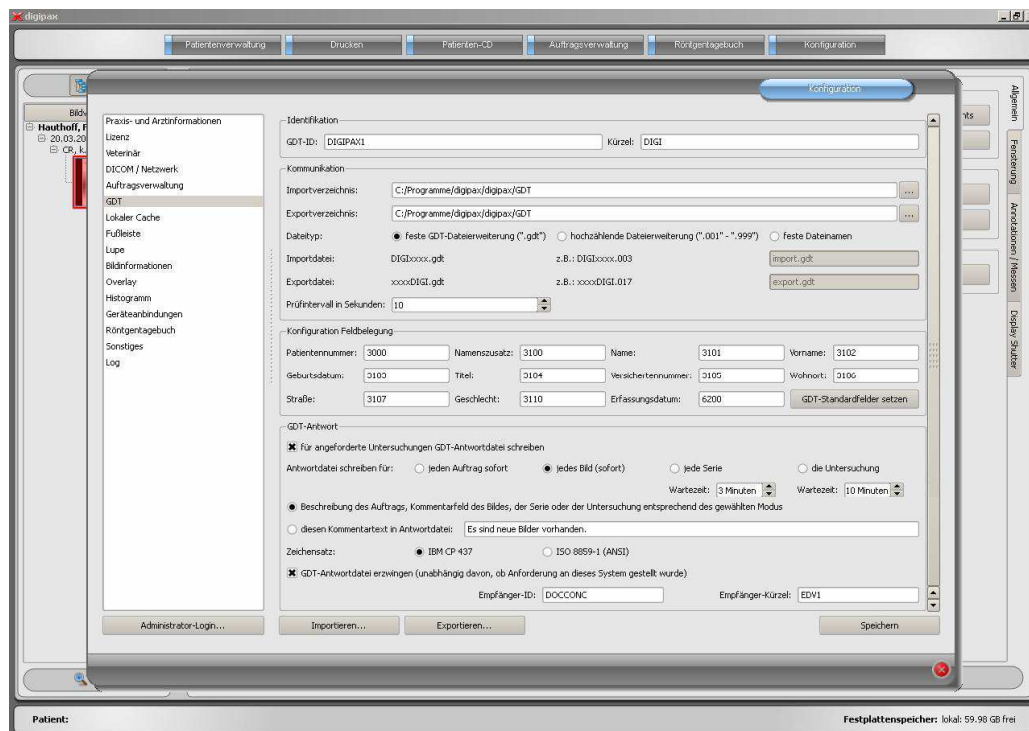 digipax
Patientenverwaltung Drucken Patienten-CD Auftragsverwaltung Röntgentagebuch Konfiguration
Konfiguration
Allgemein
Fensterung
Annotationen / Messen
Display Shutter
Bildv
Hauthoff, F
20.03.20
CR, k.
nts
Praxis- und Arztinformationen
Lizenz
Veterinär
DICOM / Netzwerk
Auftragsverwaltung
GDT
Lokaler Cache
Fußleiste
Lupe
Bildinformationen
Overlay
Histogramm
Geräteanbindungen
Röntgentagebuch
Sonstiges
Log
Identifikation
GDT-ID: DIGIPAX1 Kürzel: DIGI
Kommunikation
Importverzeichnis: C:/Programme/digipax/digipax/GDT ...
Exportverzeichnis: C:/Programme/digipax/digipax/GDT ...
Dateityp: feste GDT-Dateierweiterung (".gdt") hochzählende Dateierweiterung (".001" - ".999") feste Dateinamen
Importdatei: DIGIxxxx.gdt z.B.: DIGIxxxx.003 import.gdt
Exportdatei: xxxxDIGI.gdt z.B.: xxxxDIGI.017 export.gdt
Prüfintervall in Sekunden: 10
Konfiguration Feldbelegung
Patientennummer: 3000 Namenszusatz: 3100 Name: 3101 Vorname: 3102
Geburtsdatum: 3103 Titel: 3104 Versichertennummer: 3105 Wohnort: 3106
Straße: 3107 Geschlecht: 3110 Erfassungsdatum: 6200 GDT-Standardfelder setzen
GDT-Antwort
für angeforderte Untersuchungen GDT-Antwortdatei schreiben
Antwortdatei schreiben für: jeden Auftrag sofort jedes Bild (sofort) jede Serie die Untersuchung
Wartezeit: 3 Minuten Wartezeit: 10 Minuten
Beschreibung des Auftrags, Kommentarfeld des Bildes, der Serie oder der Untersuchung entsprechend des gewählten Modus
diesen Kommentartext in Antwortdatei: Es sind neue Bilder vorhanden.
Zeichensatz: IBM CP 437 ISO 8859-1 (ANSI)
GDT-Antwortdatei erzwingen (unabhängig davon, ob Anforderung an dieses System gestellt wurde)
Empfänger-ID: DOCCONC Empfänger-Kürzel: EDV1
Administrator-Login... Importieren... Exportieren... Speichern
Patient: Festplattenspeicher: lokal: 59.98 GB frei